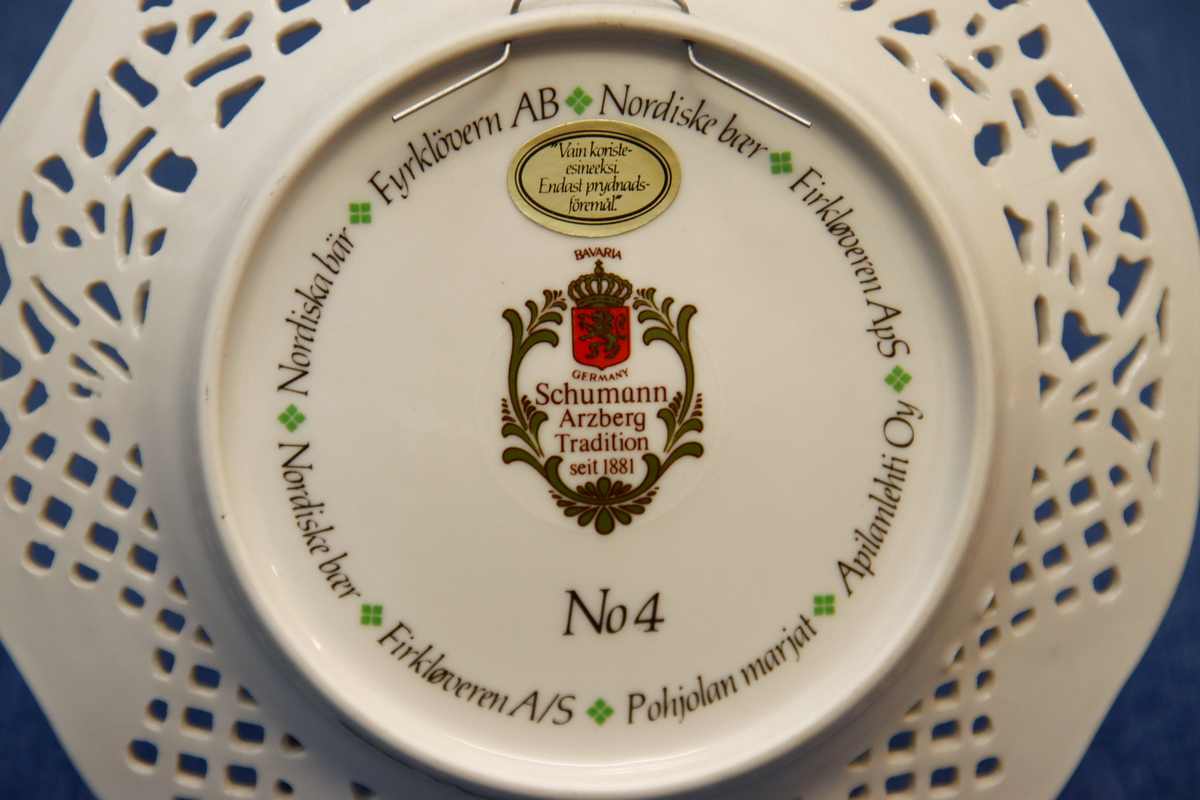 Fyrklövern AB
Nordiske bær
Firkløveren ApS
Apilanlehti Oy
Pohjolan marjat
Firkløveren A/S
Nordiske bær
Nordiska bär
"Vain koriste-
esineeksi.
Endast prydnads-
föremål."
BAVARIA
GERMANY
Schumann
Arzberg
Tradition
seit 1881
No 4